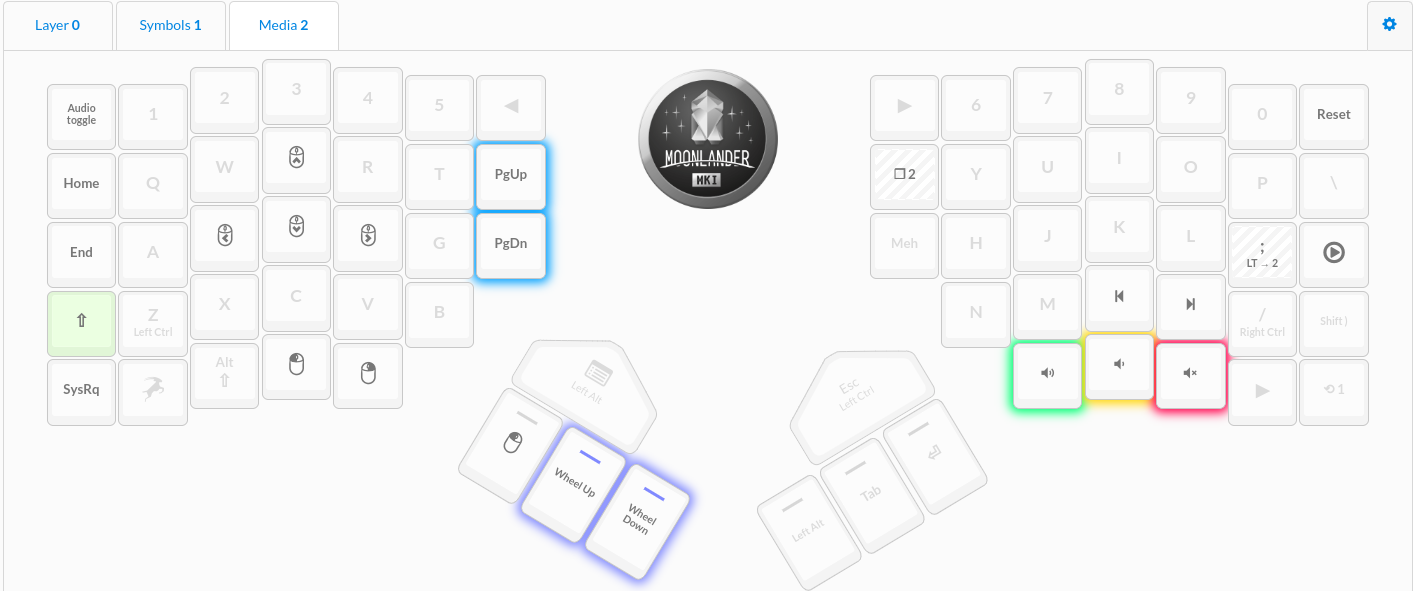 Layer 0
Symbols 1
Media 2
Audio
toggle
1
2
3
4
5
6
7
8
9
0
Reset
Home
Q
W
R
T
PgUp
2
Y
U
I
O
P
\
End
A
G
PgDn
Meh
H
J
K
L
;
LT → 2
Z
Left Ctrl
X
C
V
B
N
M
/
Right Ctrl
Shift )
SysRq
Alt
⇧
1
MOONLANDER
MKI
Left Alt
Wheel Up
Wheel
Down
Esc
Left Ctrl
Left Alt
Tab